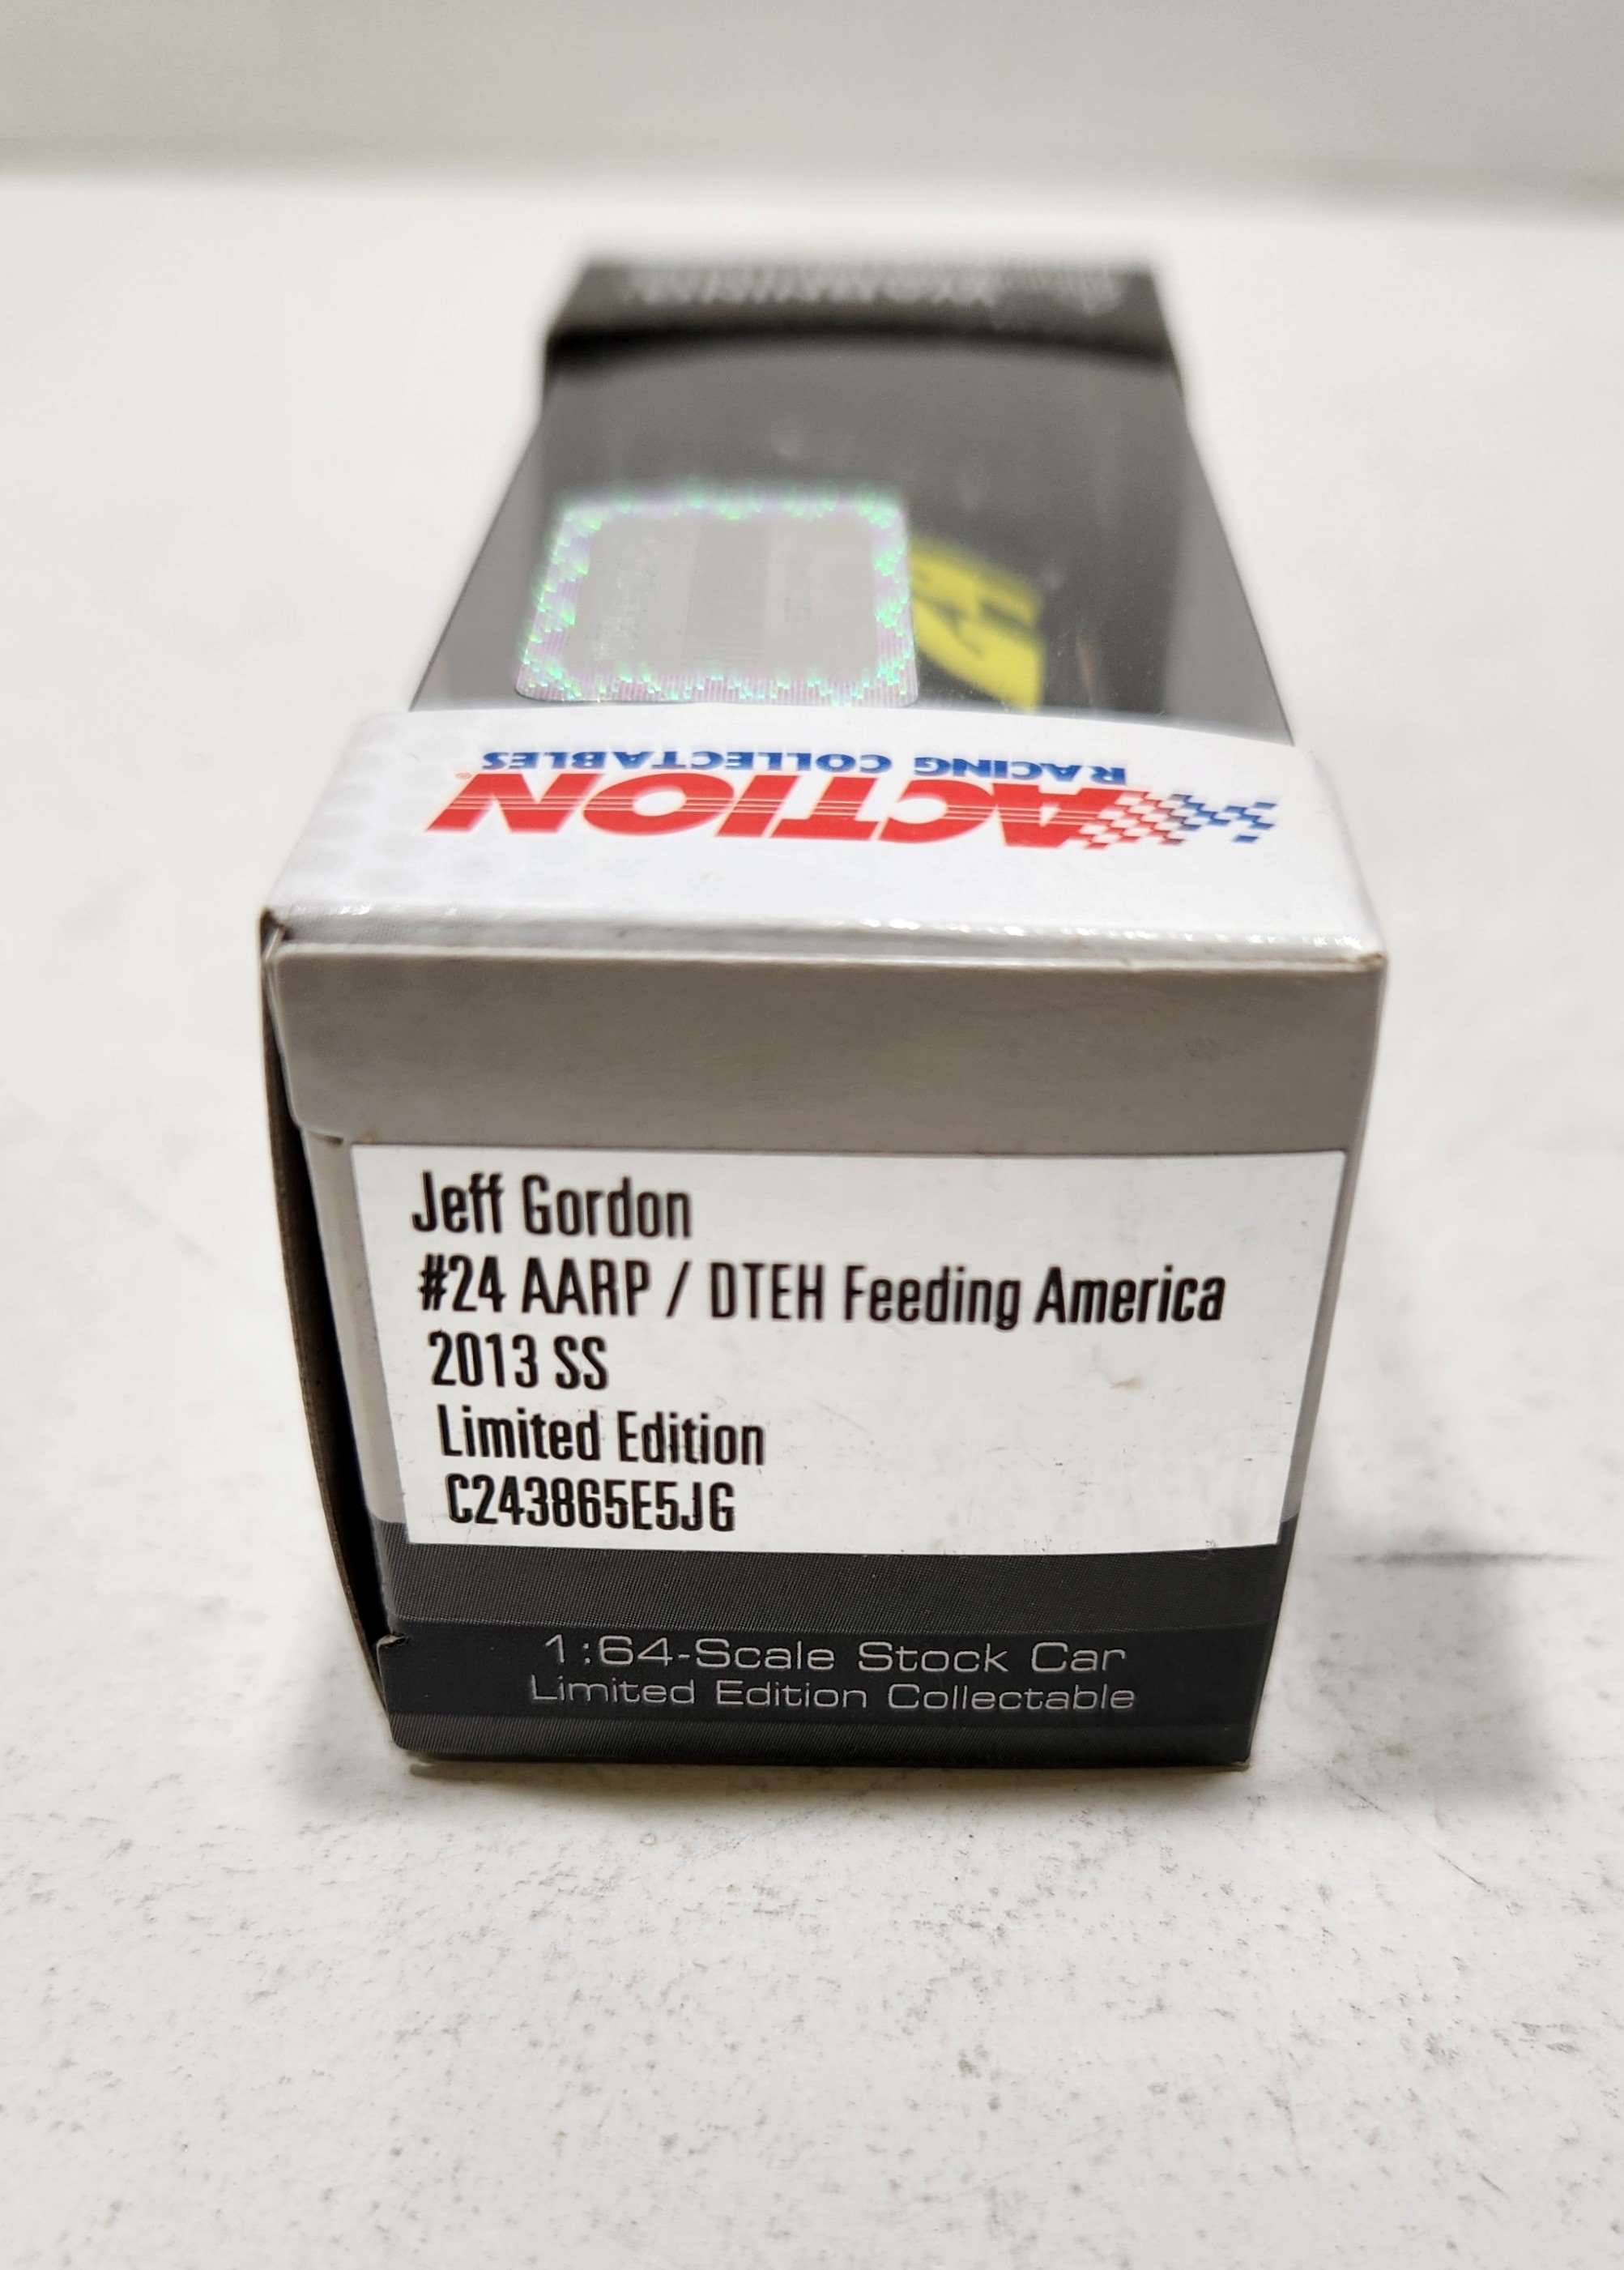 ACTION®
RACING COLLECTABLES
Jeff Gordon
#24 AARP / DTEH Feeding America
2013 SS
Limited Edition
C243865E5JG
1:64-Scale Stock Car
Limited Edition Collectable